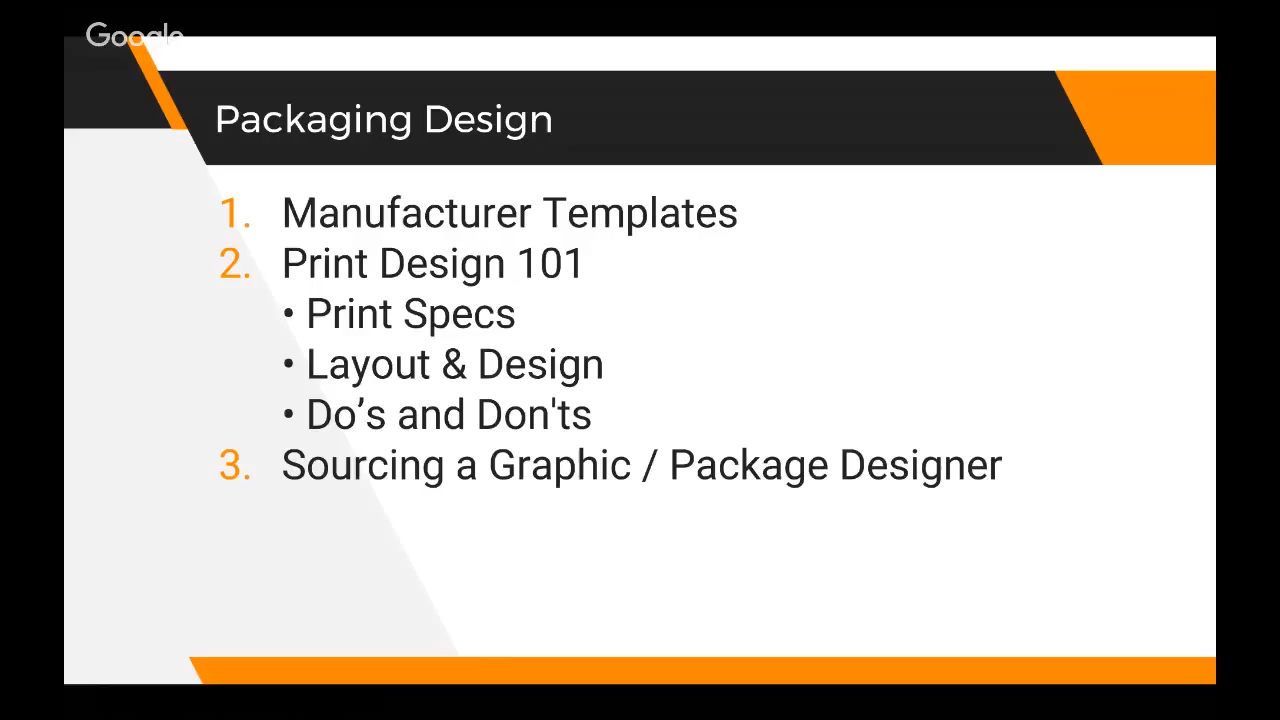 Google
Packaging Design
1. Manufacturer Templates
2. Print Design 101
• Print Specs
• Layout & Design
• Do’s and Don'ts
3. Sourcing a Graphic / Package Designer